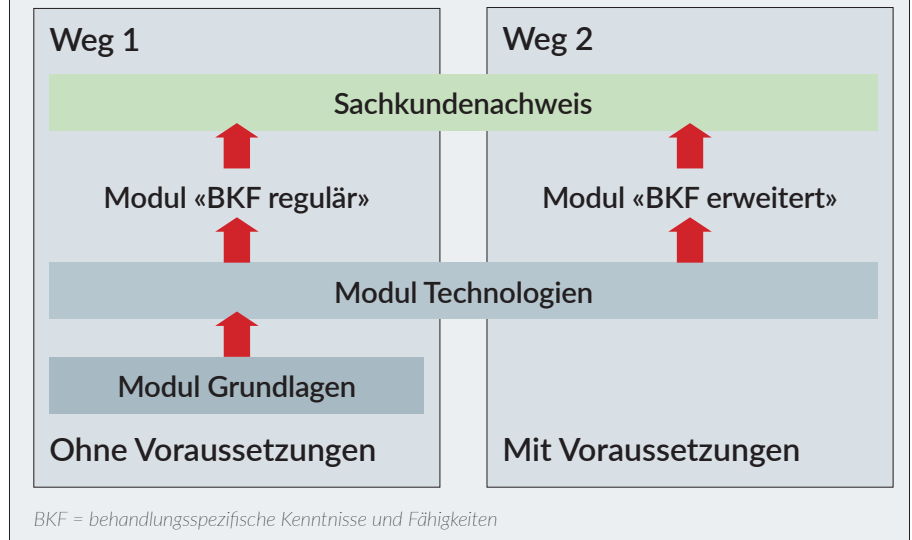 Weg 1
Weg 2
Sachkundenachweis
Modul «BKF regulär»
Modul «BKF erweitert»
Modul Technologien
Modul Grundlagen
Ohne Voraussetzungen
Mit Voraussetzungen
BKF = behandlungsspezifische Kenntnisse und Fähigkeiten